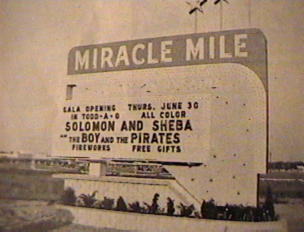 MIRACLE MILE
GALA OPENING THURS. JUNE 30
IN TODD-A-O ALL COLOR
SOLOMON AND SHEBA
THE BOY AND THE PIRATES
FIREWORKS FREE GIFTS